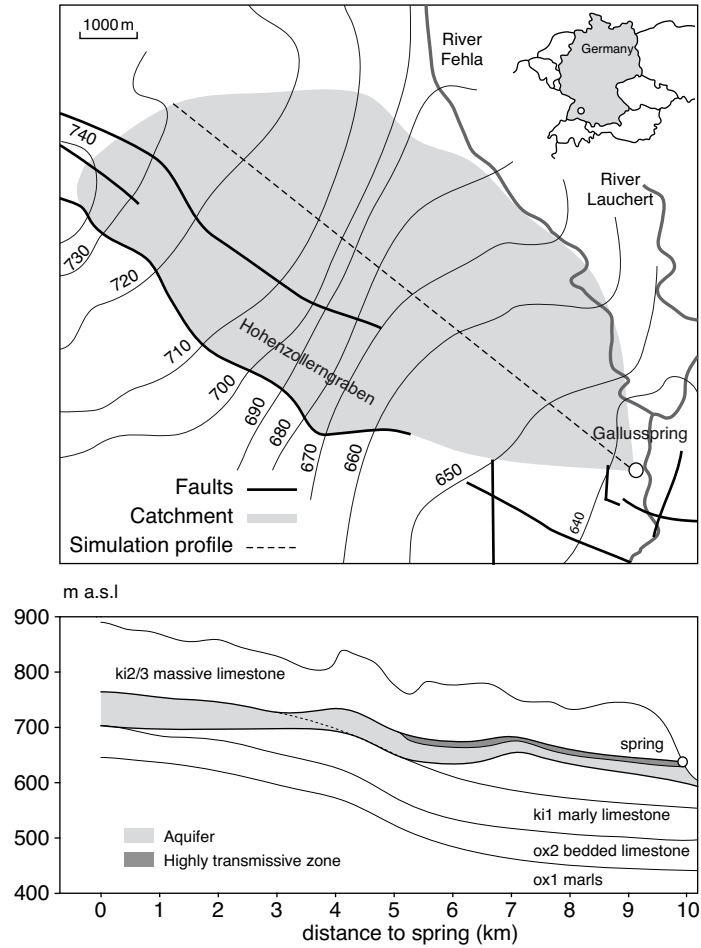 1000 m
River
Fehla
Germany
River
Lauchert
740
730
720
710
700
690
680
670
660
650
640
Hohenzollerngraben
Gallusspring
Faults
Catchment
Simulation profile
m a.s.l
900
800
700
600
500
400
ki2/3 massive limestone
spring
ki1 marly limestone
ox2 bedded limestone
ox1 marls
Aquifer
Highly transmissive zone
0 1 2 3 4 5 6 7 8 9 10
distance to spring (km)